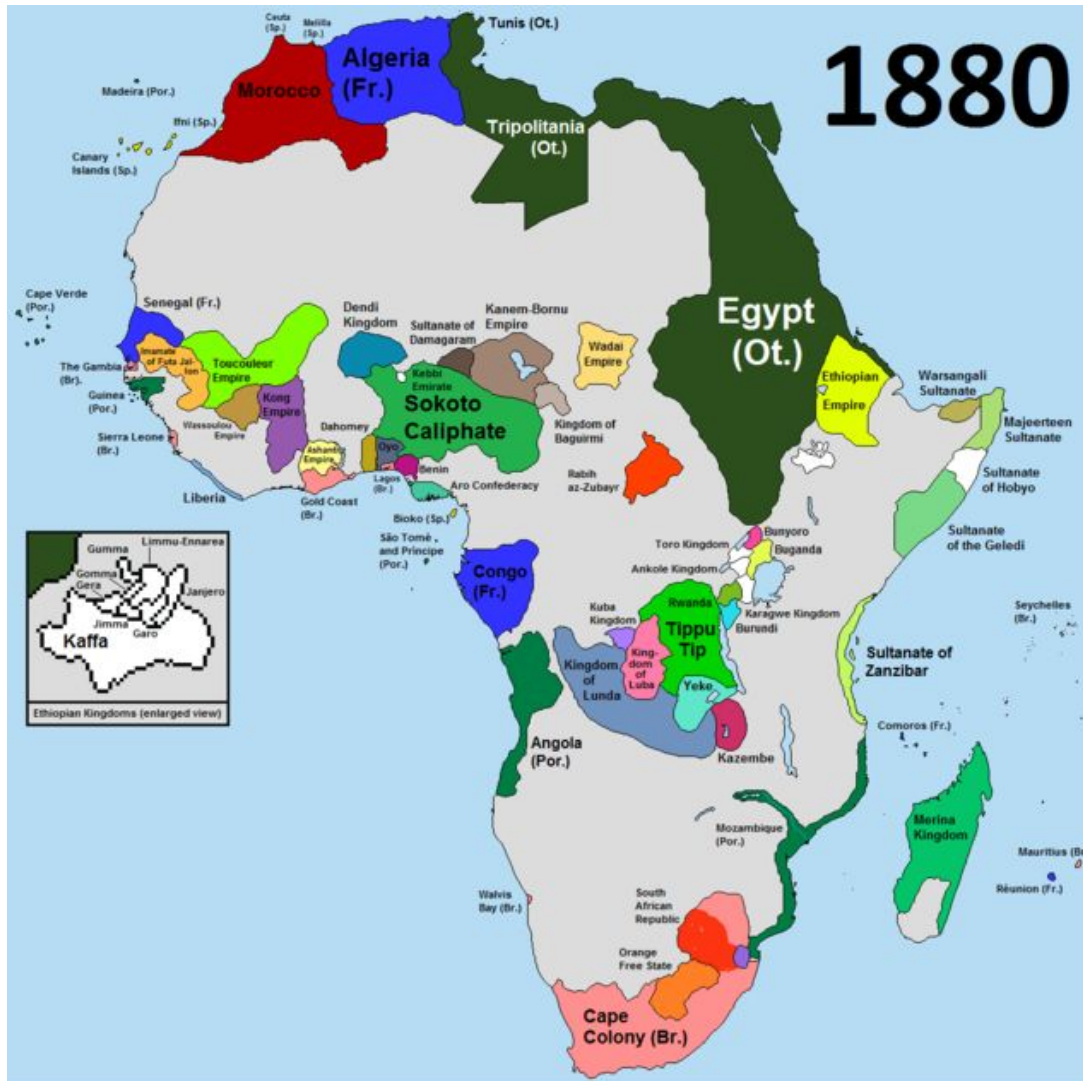 1880
Ceuta
(Sp.)
Melilla
(Sp.)
Tunis (Ot.)
Algeria
(Fr.)
Morocco
Madeira (Por.)
Ifni (Sp.)
Canary
Islands (Sp.)
Tripolitania
(Ot.)
Egypt
(Ot.)
Cape Verde
(Por.)
Senegal (Fr.)
Imamate
of Futa Jal-
lon
The Gambia
(Br).
Guinea
(Por.)
Sierra Leone
(Br.)
Liberia
Toucouleur
Empire
Wassoulou
Empire
Kong
Empire
Ashanti
Empire
Gold Coast
(Br.)
Dahomey
Dendi
Kingdom
Sultanate of
Damagaram
Kanem-Bornu
Empire
Kebbi
Emirate
Sokoto
Caliphate
Oyo
Lagos
(Br.)
Benin
Aro Confederacy
Kingdom of
Baguirmi
Wadai
Empire
Rabih
az-Zubayr
Ethiopian
Empire
Warsangali
Sultanate
Majeerteen
Sultanate
Sultanate
of Hobyo
Sultanate
of the Geledi
Bioko (Sp.)
São Tomé
and Príncipe
(Por.)
Congo
(Fr.)
Toro Kingdom
Bunyoro
Buganda
Ankole Kingdom
Karagwe Kingdom
Rwanda
Burundi
Tippu
Tip
Kuba
Kingdom
King-
dom
of
Luba
Kingdom
of
Lunda
Yeke
Kazembe
Sultanate of
Zanzibar
Seychelles
(Br.)
Comoros (Fr.)
Angola
(Por.)
Mozambique
(Por.)
Merina
Kingdom
Mauritius (Br
Réunion (Fr.)
Walvis
Bay (Br.)
South
African
Republic
Orange
Free State
Cape
Colony (Br.)
Limmu-Ennarea
Gumma
Gomma
Gera
Janjero
Jimma
Garo
Kaffa
Ethiopian Kingdoms (enlarged view)